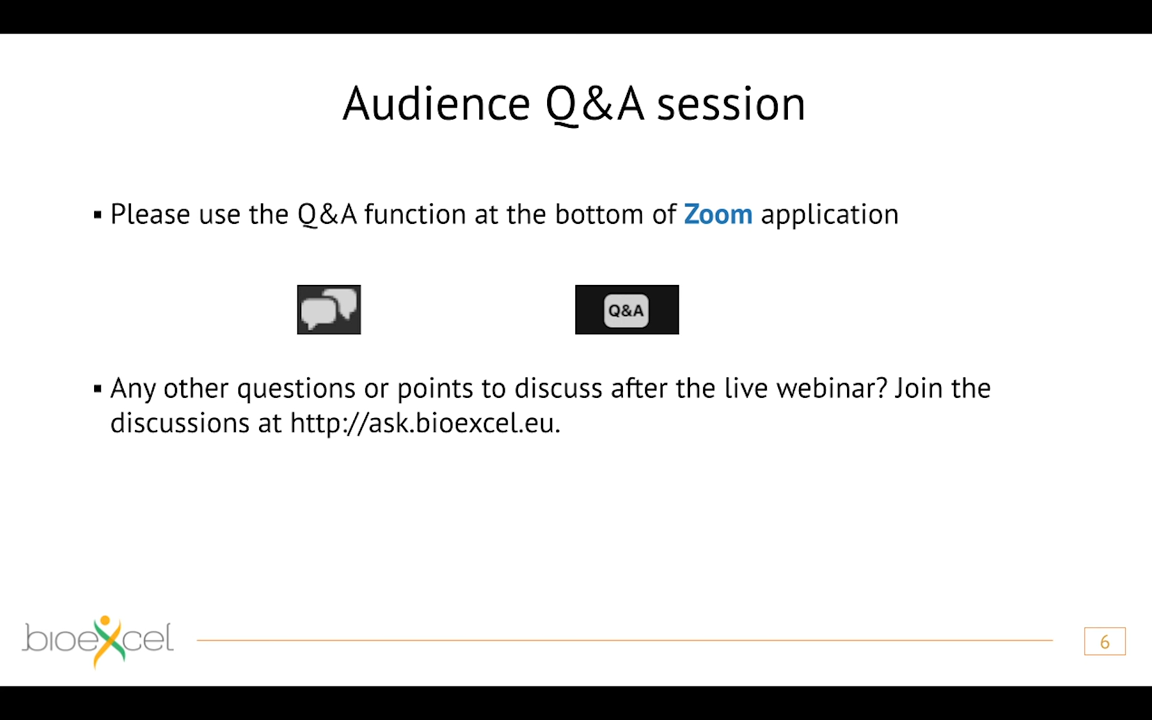 Audience Q&A session
▪ Please use the Q&A function at the bottom of Zoom application
Q&A
▪ Any other questions or points to discuss after the live webinar? Join the
discussions at http://ask.bioexcel.eu.
bioexcel
6